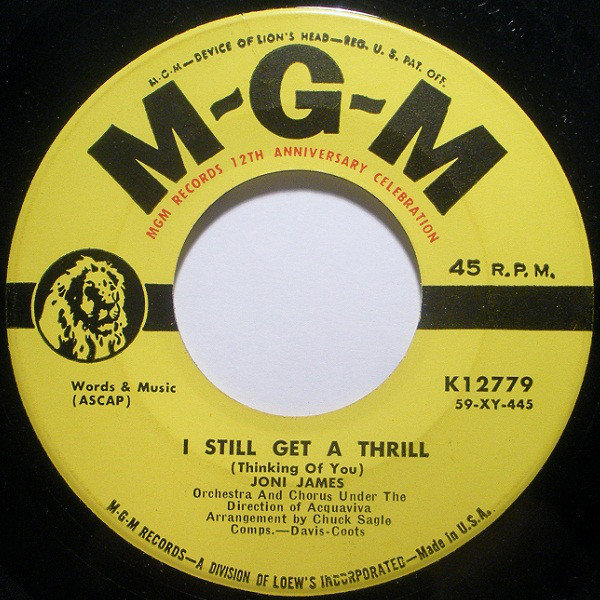 M-G-M—DEVICE OF LION'S HEAD—REG. U. S. PAT. OFF.
M-G-M
MGM RECORDS 12TH ANNIVERSARY CELEBRATION
45 R.P.M.
Words & Music
(ASCAP)
K12779
59-XY-445
I STILL GET A THRILL
(Thinking Of You)
JONI JAMES
Orchestra And Chorus Under The
Direction of Acquaviva
Arrangement by Chuck Sagle
Comps.—Davis-Coots
M-G-M RECORDS—A DIVISION OF LOEW'S INCORPORATED—Made in U.S.A.